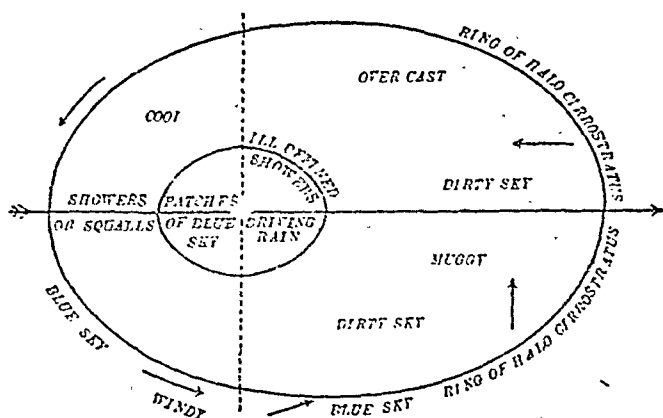 RING OF HALO CIRROSTRATUS
OVER CAST
COOL
ILL DEFINED
SHOWERS
DIRTY SKY
SHOWERS
OR SQUALLS
PATCHES
OF BLUE
SKY
DRIVING
RAIN
MUGGY
DIRTY SKY
BLUE SKY
RING OF HALO CIRROSTRATUS
WINDY
BLUE SKY